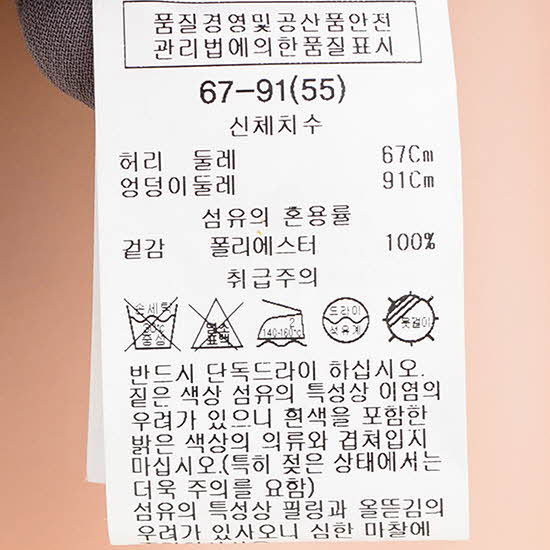 품질경영및공산품안전
관리법에의한품질표시
67-91(55)
신체치수
허리 둘레 67Cm
엉덩이둘레 91Cm
섬유의 혼용률
겉감 폴리에스터 100%
취급주의
손세탁 30℃ 중성
염소 표백
2 140-160℃
드라이 석유계
옷걸이
반드시 단독드라이 하십시오.
짙은 색상 섬유의 특성상 이염의
우려가 있으니 흰색을 포함한
밝은 색상의 의류와 겹쳐입지
마십시오.(특히 젖은 상태에서는
더욱 주의를 요함)
섬유의 특성상 필링과 올뜯김의
우려가 있사오니 심한 마찰에